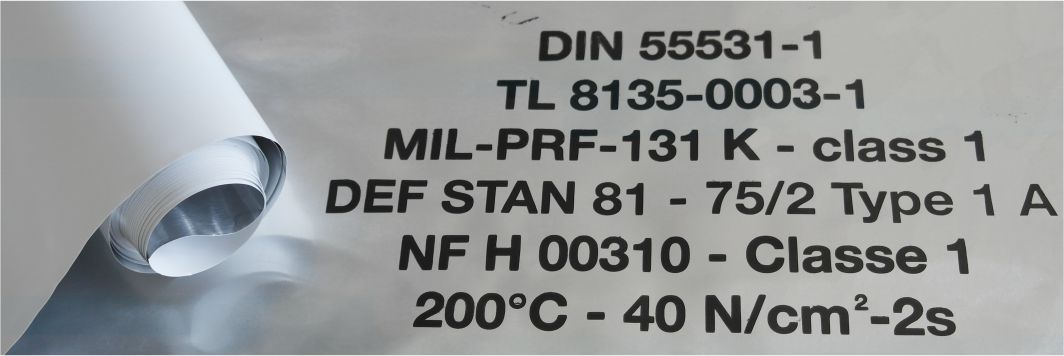 DIN 55531-1
TL 8135-0003-1
MIL-PRF-131 K - class 1
DEF STAN 81 - 75/2 Type 1 A
NF H 00310 - Classe 1
200°C - 40 N/cm²-2s